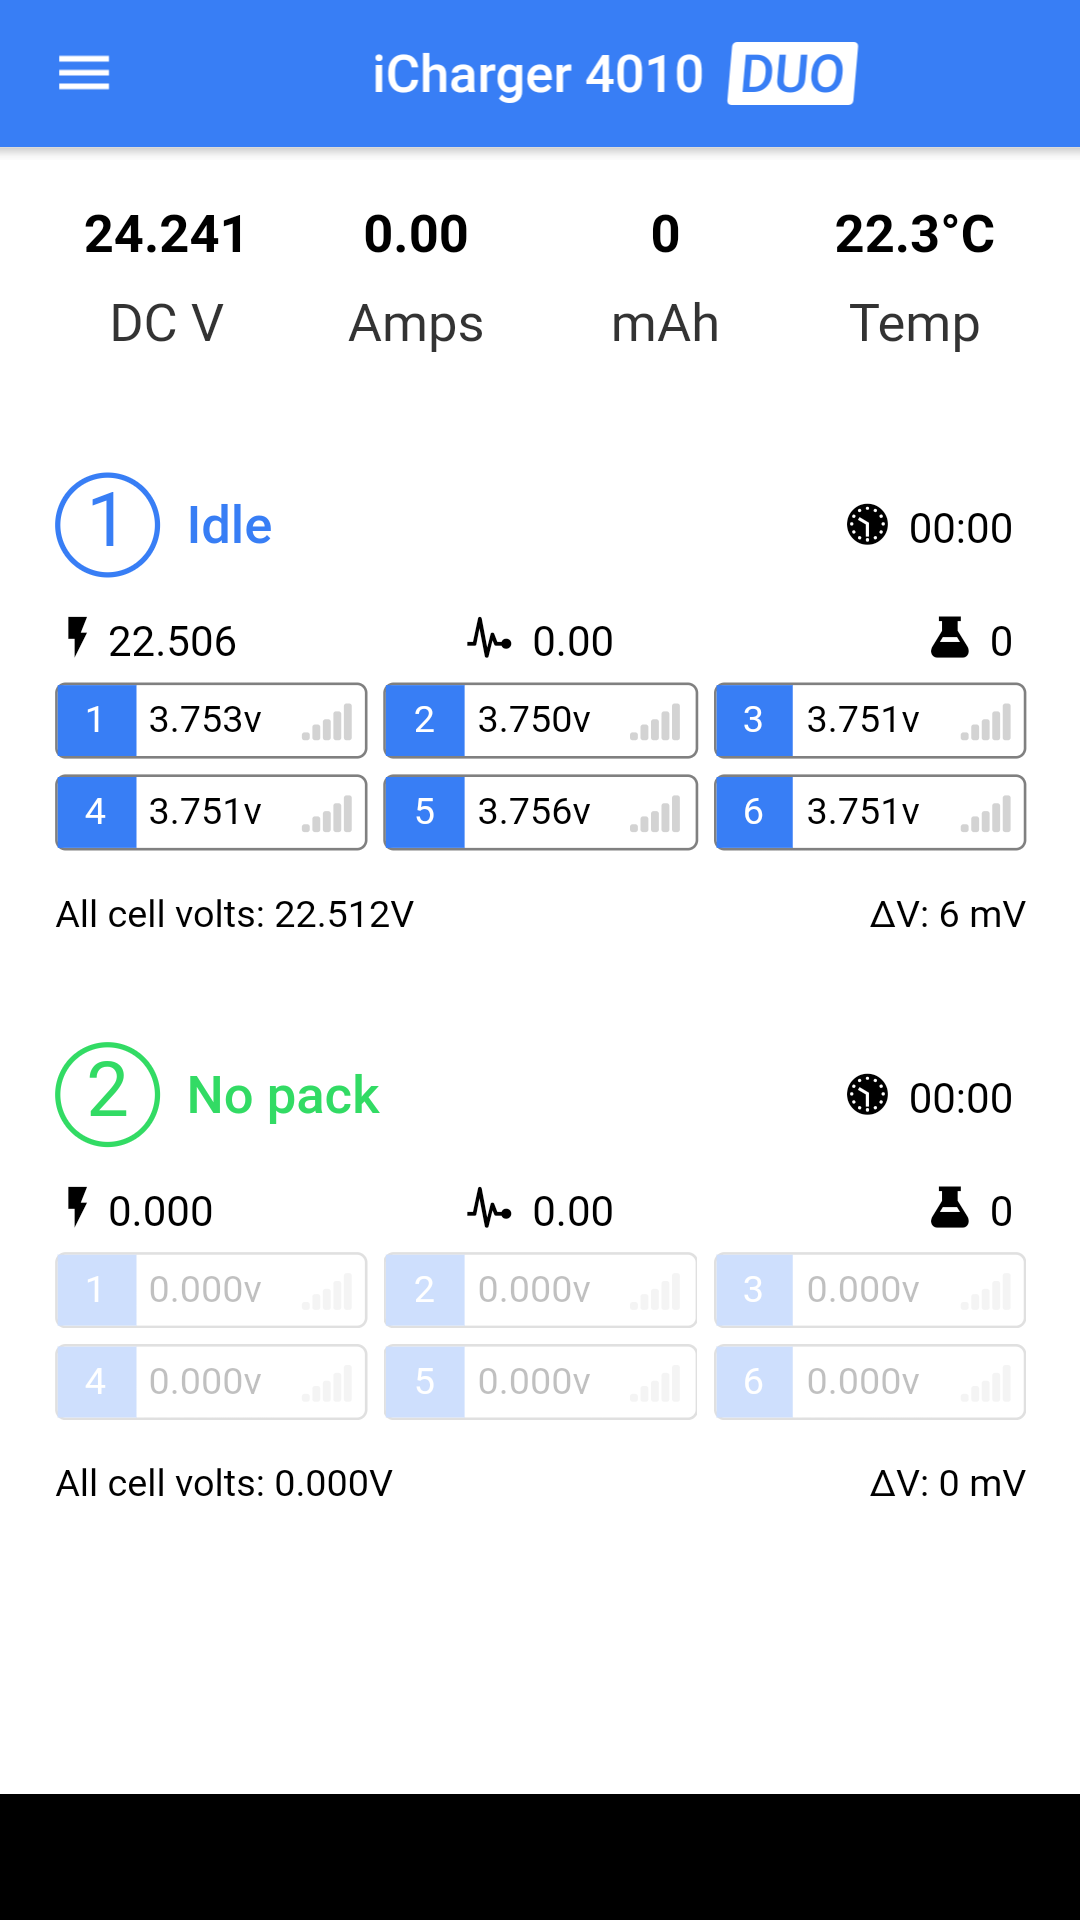 iCharger 4010 DUO
24.241 0.00 0 22.3°C
DC V Amps mAh Temp
1 Idle 00:00
22.506 0.00 0
1 3.753v 2 3.750v 3 3.751v
4 3.751v 5 3.756v 6 3.751v
All cell volts: 22.512V ΔV: 6 mV
2 No pack 00:00
0.000 0.00 0
1 0.000v 2 0.000v 3 0.000v
4 0.000v 5 0.000v 6 0.000v
All cell volts: 0.000V ΔV: 0 mV